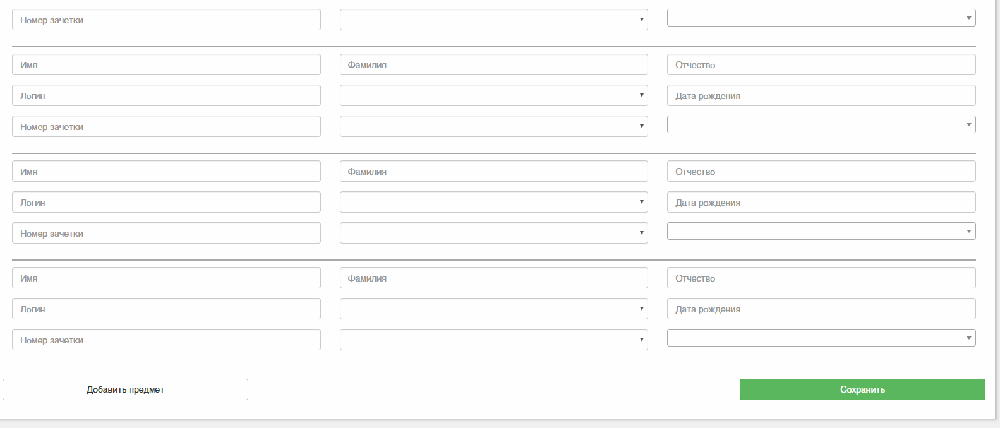 Номер зачетки
Имя Фамилия Отчество
Логин Дата рождения
Номер зачетки
Имя Фамилия Отчество
Логин Дата рождения
Номер зачетки
Имя Фамилия Отчество
Логин Дата рождения
Номер зачетки
Добавить предмет Сохранить